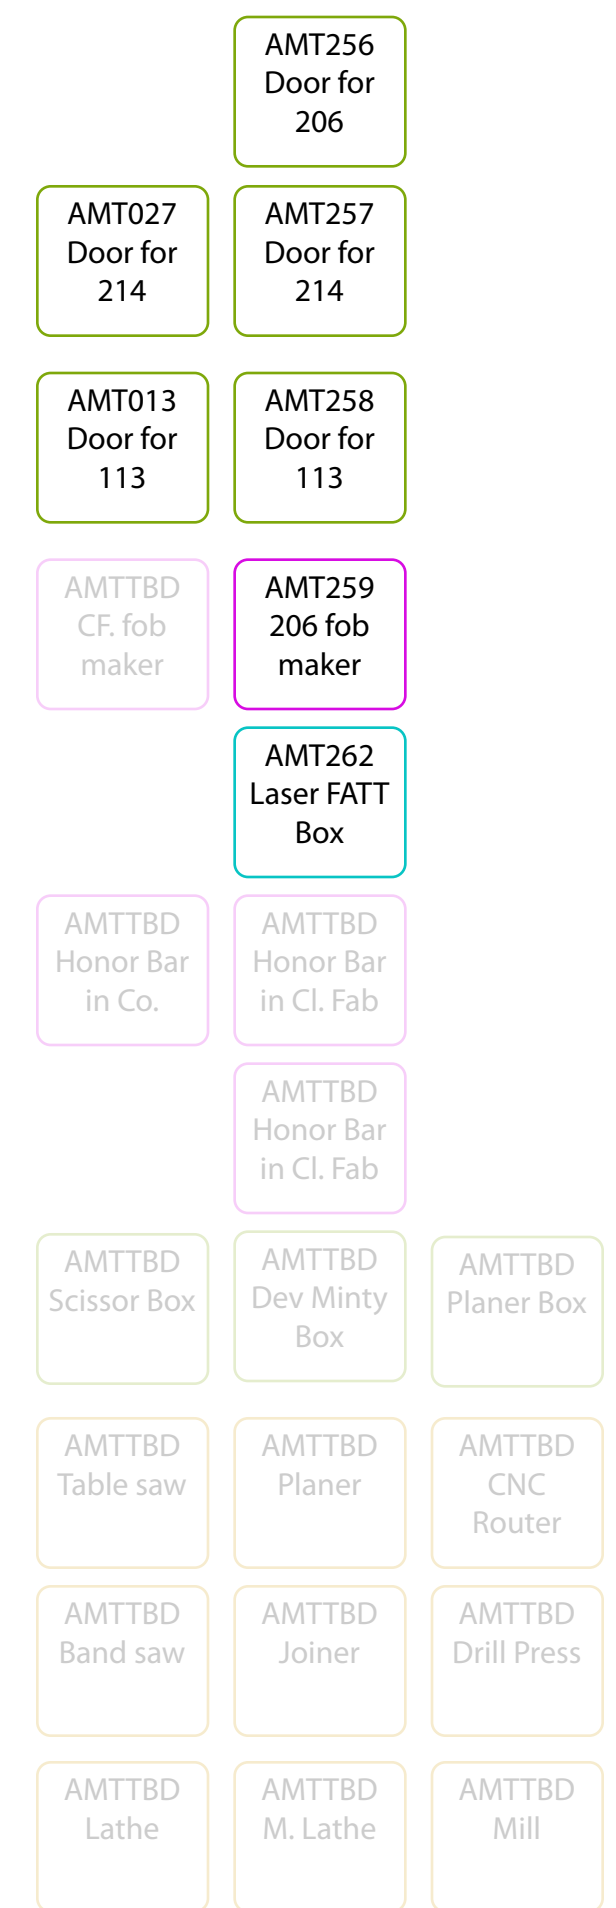 AMT256
Door for
206
AMT027
Door for
214
AMT257
Door for
214
AMT013
Door for
113
AMT258
Door for
113
AMTTBD
CF. fob
maker
AMT259
206 fob
maker
AMT262
Laser FATT
Box
AMTTBD
Honor Bar
in Co.
AMTTBD
Honor Bar
in Cl. Fab
AMTTBD
Honor Bar
in Cl. Fab
AMTTBD
Scissor Box
AMTTBD
Dev Minty
Box
AMTTBD
Planer Box
AMTTBD
Table saw
AMTTBD
Planer
AMTTBD
CNC
Router
AMTTBD
Band saw
AMTTBD
Joiner
AMTTBD
Drill Press
AMTTBD
Lathe
AMTTBD
M. Lathe
AMTTBD
Mill